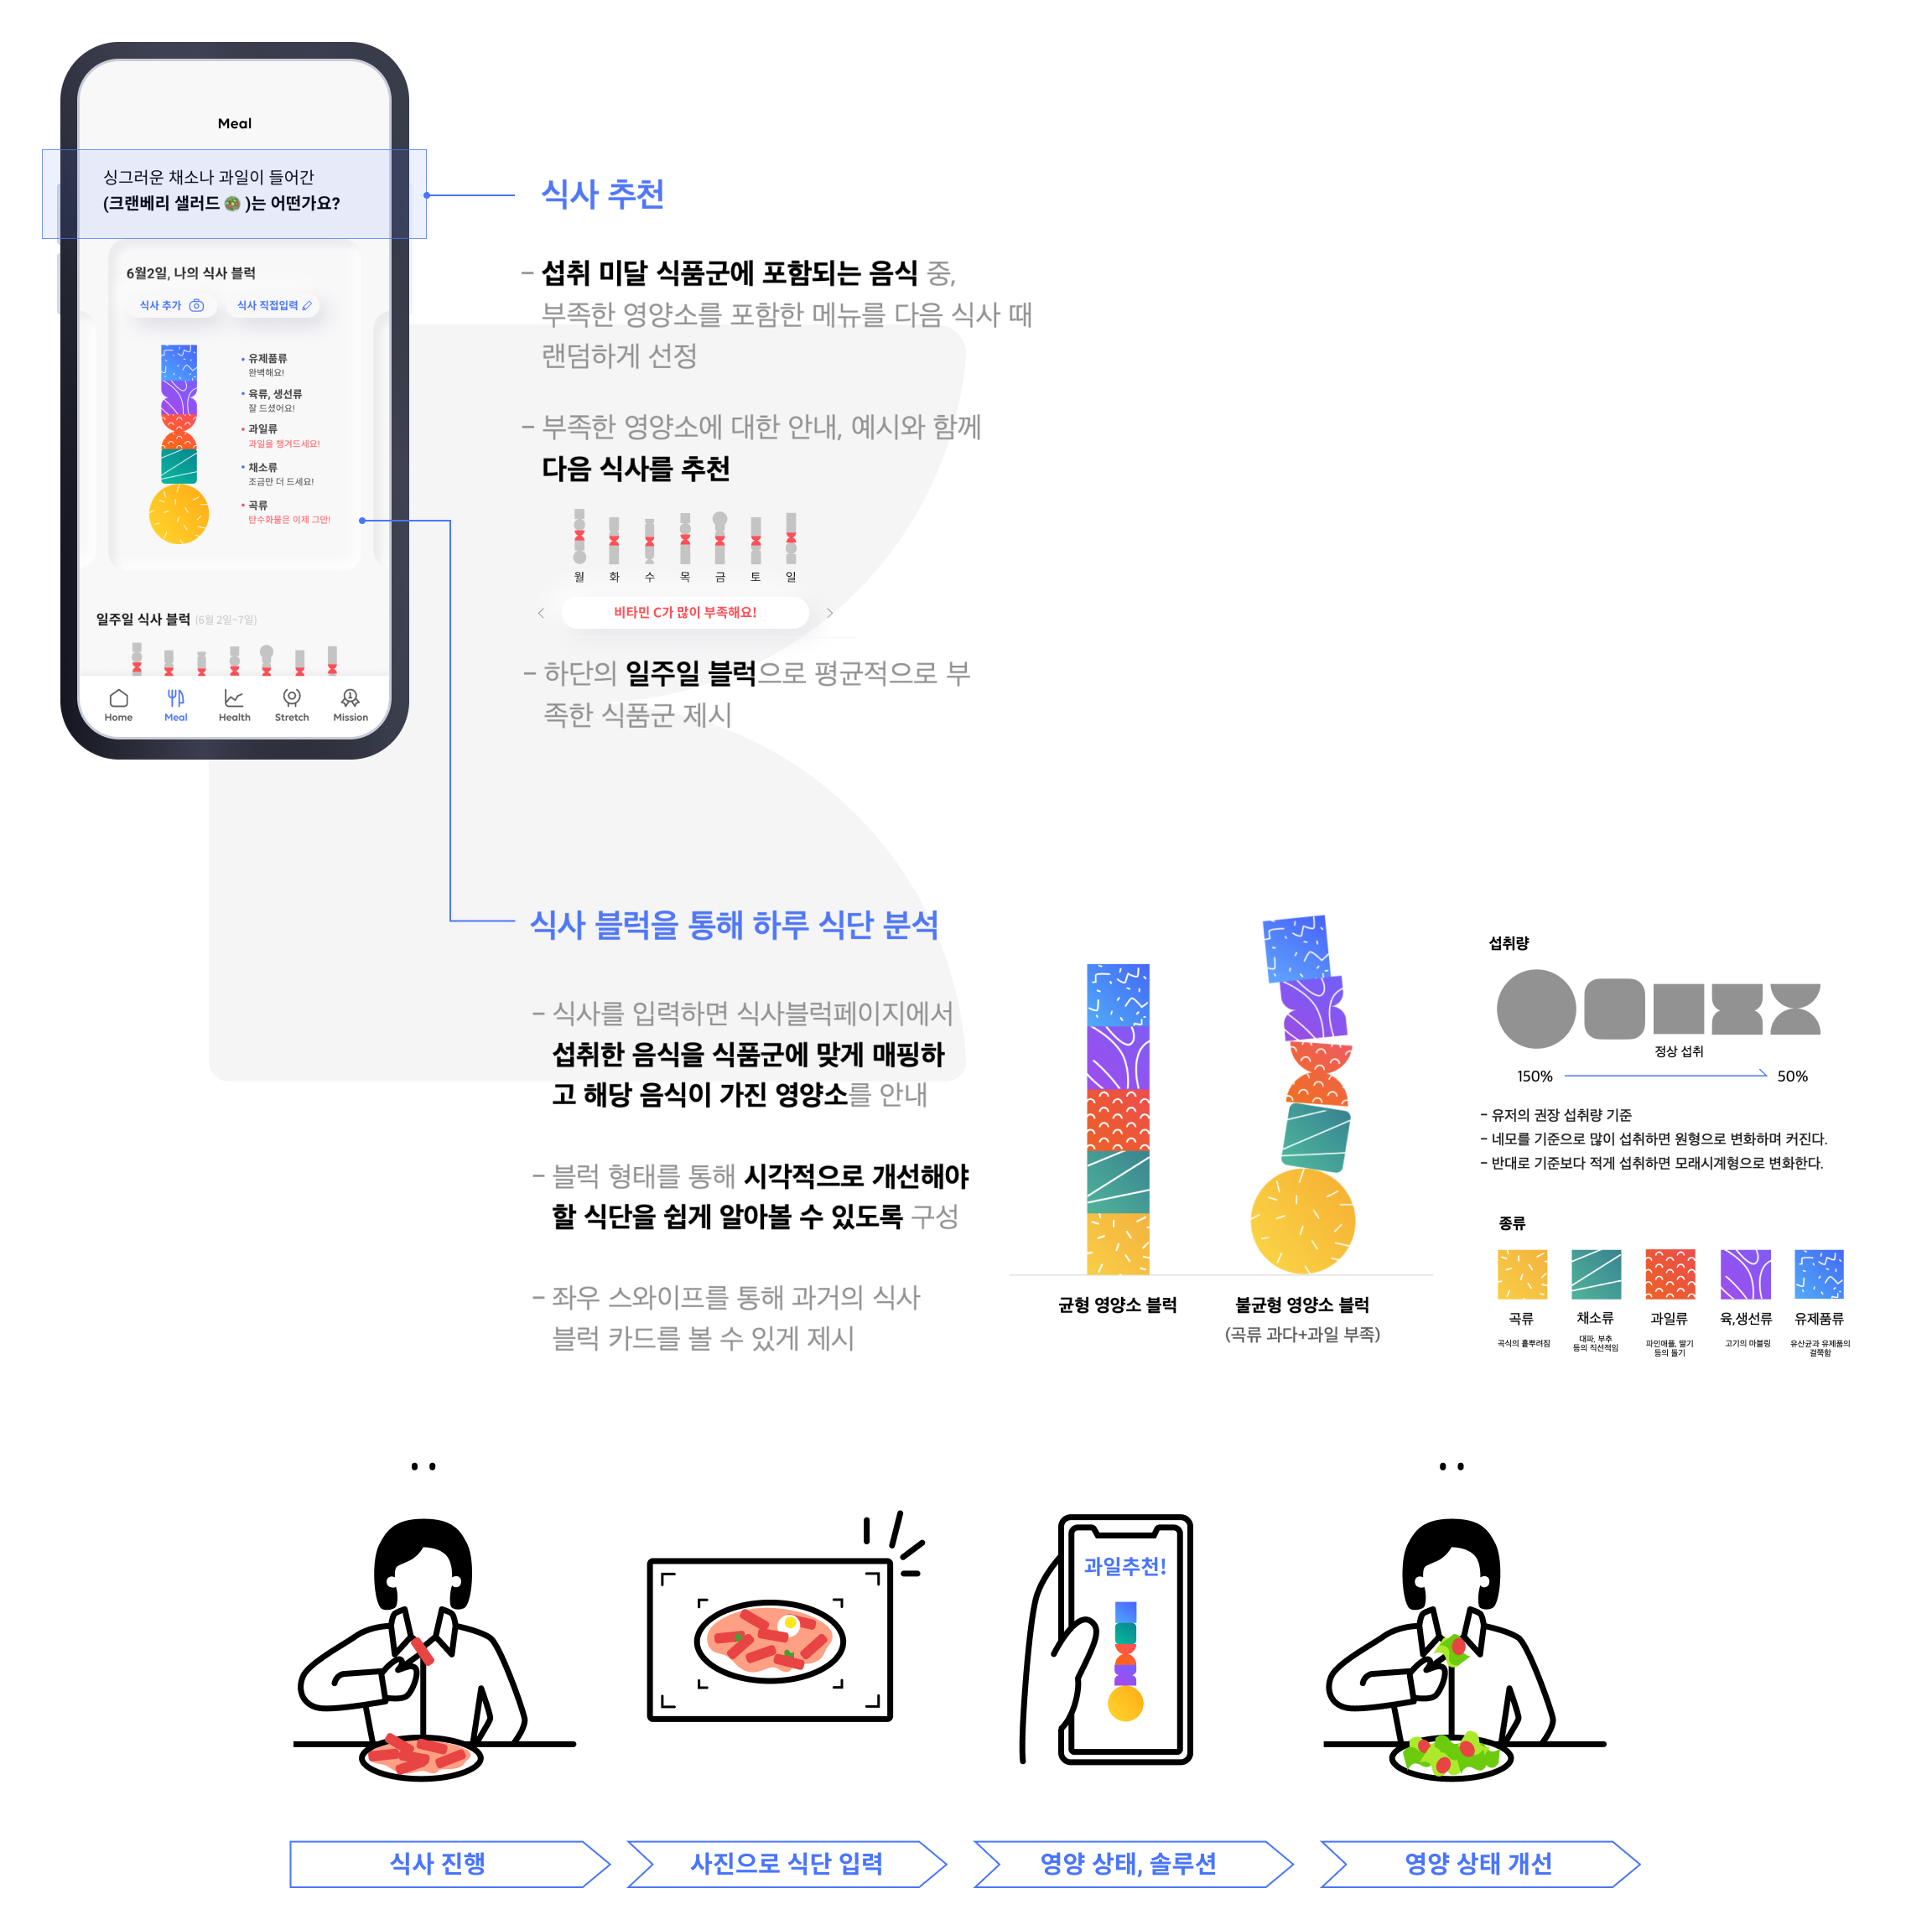 Meal
싱그러운 채소나 과일이 들어간
(크랜베리 샐러드 🥗 )는 어떤가요?
6월2일, 나의 식사 블럭
식사 추가
식사 직접입력
• 유제품류
완벽해요!
• 육류, 생선류
잘 드셨어요!
• 과일류
과일을 챙겨드세요!
• 채소류
조금만 더 드세요!
• 곡류
탄수화물은 이제 그만!
일주일 식사 블럭 (6월 2일~7일)
Home
Meal
Health
Stretch
1
Mission
식사 추천
– 섭취 미달 식품군에 포함되는 음식 중,
부족한 영양소를 포함한 메뉴를 다음 식사 때
랜덤하게 선정
– 부족한 영양소에 대한 안내, 예시와 함께
다음 식사를 추천
월 화 수 목 금 토 일
비타민 C가 많이 부족해요!
– 하단의 일주일 블럭으로 평균적으로 부
족한 식품군 제시
식사 블럭을 통해 하루 식단 분석
– 식사를 입력하면 식사블럭페이지에서
섭취한 음식을 식품군에 맞게 매핑하
고 해당 음식이 가진 영양소를 안내
– 블럭 형태를 통해 시각적으로 개선해야
할 식단을 쉽게 알아볼 수 있도록 구성
– 좌우 스와이프를 통해 과거의 식사
블럭 카드를 볼 수 있게 제시
균형 영양소 블럭
불균형 영양소 블럭
(곡류 과다+과일 부족)
섭취량
정상 섭취
150%
50%
– 유저의 권장 섭취량 기준
– 네모를 기준으로 많이 섭취하면 원형으로 변화하며 커진다.
– 반대로 기준보다 적게 섭취하면 모래시계형으로 변화한다.
종류
곡류
곡식의 흩뿌려짐
채소류
대파, 부추
등의 직선적임
과일류
파인애플, 딸기
등의 돌기
육,생선류
고기의 마블링
유제품류
유산균과 유제품의
걸쭉함
과일추천!
식사 진행
사진으로 식단 입력
영양 상태, 솔루션
영양 상태 개선